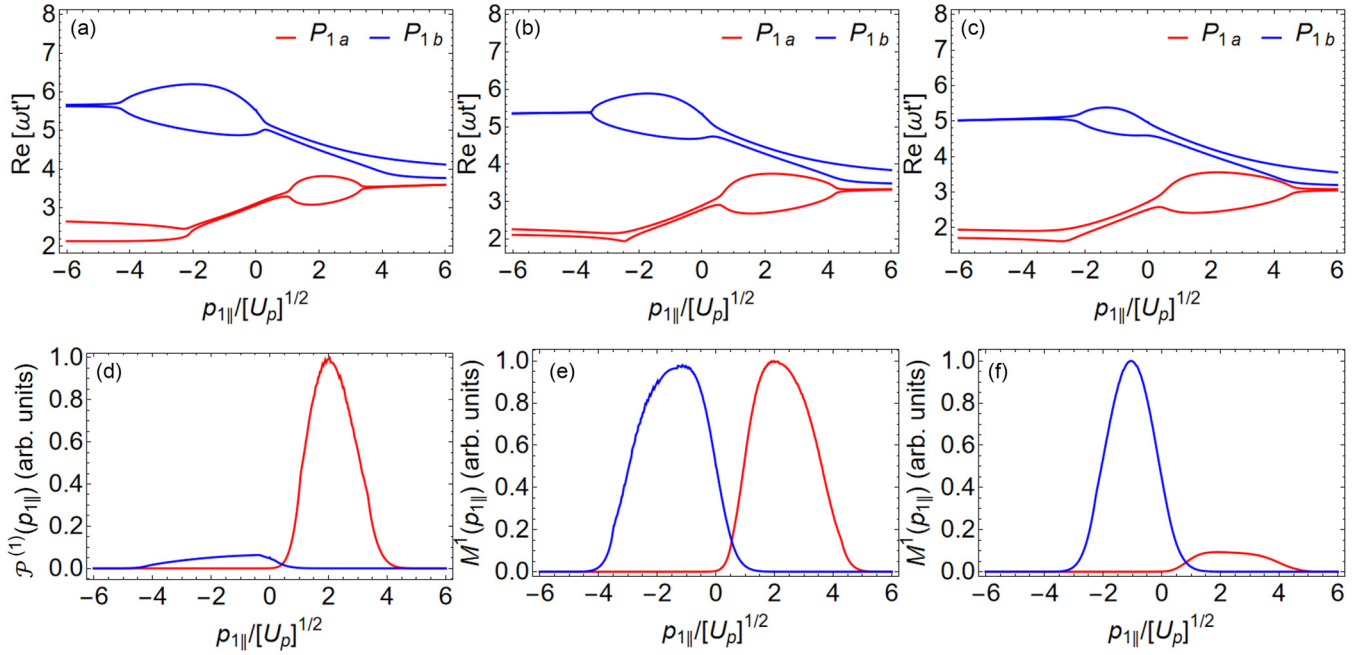 (a) P1a P1b
Re[ωt']
8
7
6
5
4
3
2
−6 −4 −2 0 2 4 6
p1∥/[Up]^1/2
(b) P1a P1b
Re[ωt']
8
7
6
5
4
3
2
−6 −4 −2 0 2 4 6
p1∥/[Up]^1/2
(c) P1a P1b
Re[ωt']
8
7
6
5
4
3
2
−6 −4 −2 0 2 4 6
p1∥/[Up]^1/2
(d)
𝒫^(1)(p1∥) (arb. units)
1.0
0.8
0.6
0.4
0.2
0.0
−6 −4 −2 0 2 4 6
p1∥/[Up]^1/2
(e)
M^1(p1∥) (arb. units)
1.0
0.8
0.6
0.4
0.2
0.0
−6 −4 −2 0 2 4 6
p1∥/[Up]^1/2
(f)
M^1(p1∥) (arb. units)
1.0
0.8
0.6
0.4
0.2
0.0
−6 −4 −2 0 2 4 6
p1∥/[Up]^1/2